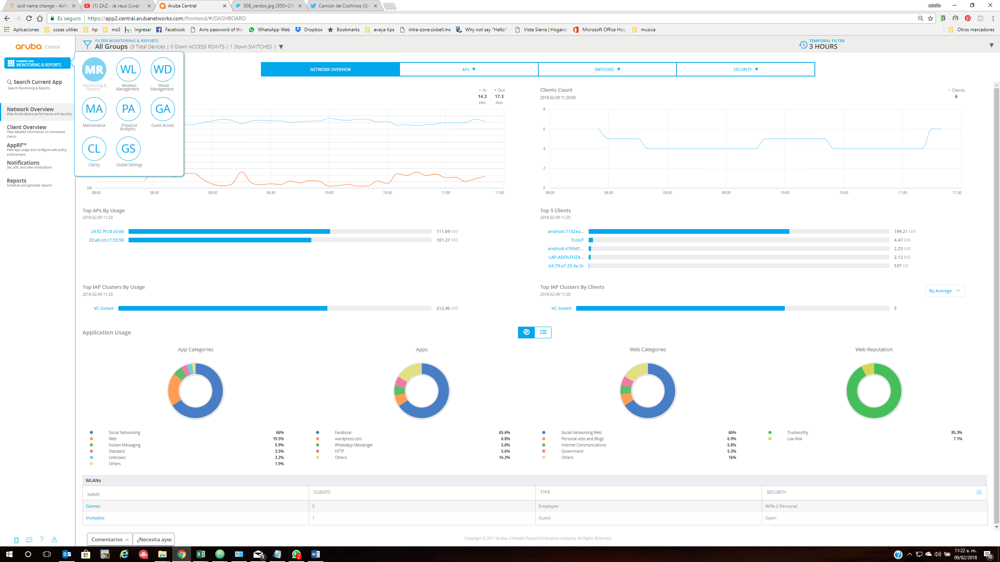 ssid name change - Airhe
(1) ZAZ - Je veux (Live) -
Aruba Central
508_cerdos.jpg (300×250
Camion de Cochinos (@k
adolfo
Es seguro
https://app2.central.arubanetworks.com/frontend/#/DASHBOARD
Aplicaciones
cosas utilies
hp
ms3
Ingresar
Facebook
Arris password of the
WhatsApp Web
Dropbox
Bookmarks
avaya tips
intra-zone.sixbell.mx
Why not say "Hello!"
Vista Sierra | Hogares
Microsoft Office Hog
musica
Otros marcadores
aruba Central
FILTER MONITORING & REPORTS
All Groups (3 Total Devices | 0 Down ACCESS POINTS | 1 Down SWITCHES )
TEMPORAL FILTER
3 HOURS
CURRENT APP
MONITORING & REPORTS
Search Current App
Search Monitoring & Reports
Network Overview
View Aruba device performance and security
Client Overview
View detailed information on connected
clients
AppRF™
View app usage and configure web policy
enforcement
Notifications
Set, edit, and view notifications
Reports
Schedule and generate reports
MR
WL
WD
Monitoring &
Reports
Wireless
Management
Wired
Management
MA
PA
GA
Maintenance
Presence
Analytics
Guest Access
CL
GS
Clarity
Global Settings
NETWORK OVERVIEW
APs
SWITCHES
SECURITY
In
Out
14.2
17.3
kbps
kbps
1M
08:00
08:30
09:00
09:30
10:00
10:30
11:00
11:30
Clients Count
2018-02-09 11:20:00
Clients
6
8
6
4
2
0
08:00
08:30
09:00
09:30
10:00
10:30
11:00
11:30
Top APs By Usage
2018-02-09 11:20
24:f2:7f:c8:c0:e6
111.69 MB
20:a6:cd:c7:33:90
101.27 MB
Top 5 Clients
2018-02-09 11:20
android-71d2ea...
199.21 MB
TcoIoT
4.47 MB
android-4769d1...
2.23 MB
LAP-ADOLFOZA...
2.12 MB
b4:79:a7:25:4a:3c
537 KB
Top IAP Clusters By Usage
2018-02-09 11:20
VC-Sixbell
212.96 MB
Top IAP Clusters By Clients
2018-02-09 11:20
By Average
VC-Sixbell
5
Application Usage
App Categories
Apps
Web Categories
Web Reputation
Social Networking 66%
Web 19.5%
Instant Messaging 5.9%
Standard 3.5%
Unknown 3.2%
Others 1.9%
Facebook 65.6%
wordpress.com 6.8%
WhatsApp Messenger 5.8%
HTTP 5.6%
Others 16.2%
Social Networking Web 66%
Personal sites and Blogs 6.9%
Internet Communications 5.8%
Government 5.3%
Others 16%
Trustworthy 85.3%
Low Risk 7.1%
WLANs
NAME CLIENTS TYPE SECURITY
Gemes 5 Employee WPA-2 Personal
Invitados 1 Guest Open
Comentarios
¿Necesita ayuc
Copyright © 2017 Aruba, a Hewlett Packard Enterprise company. All Rights Reserved.
3
2
11:22 a. m.
09/02/2018
10